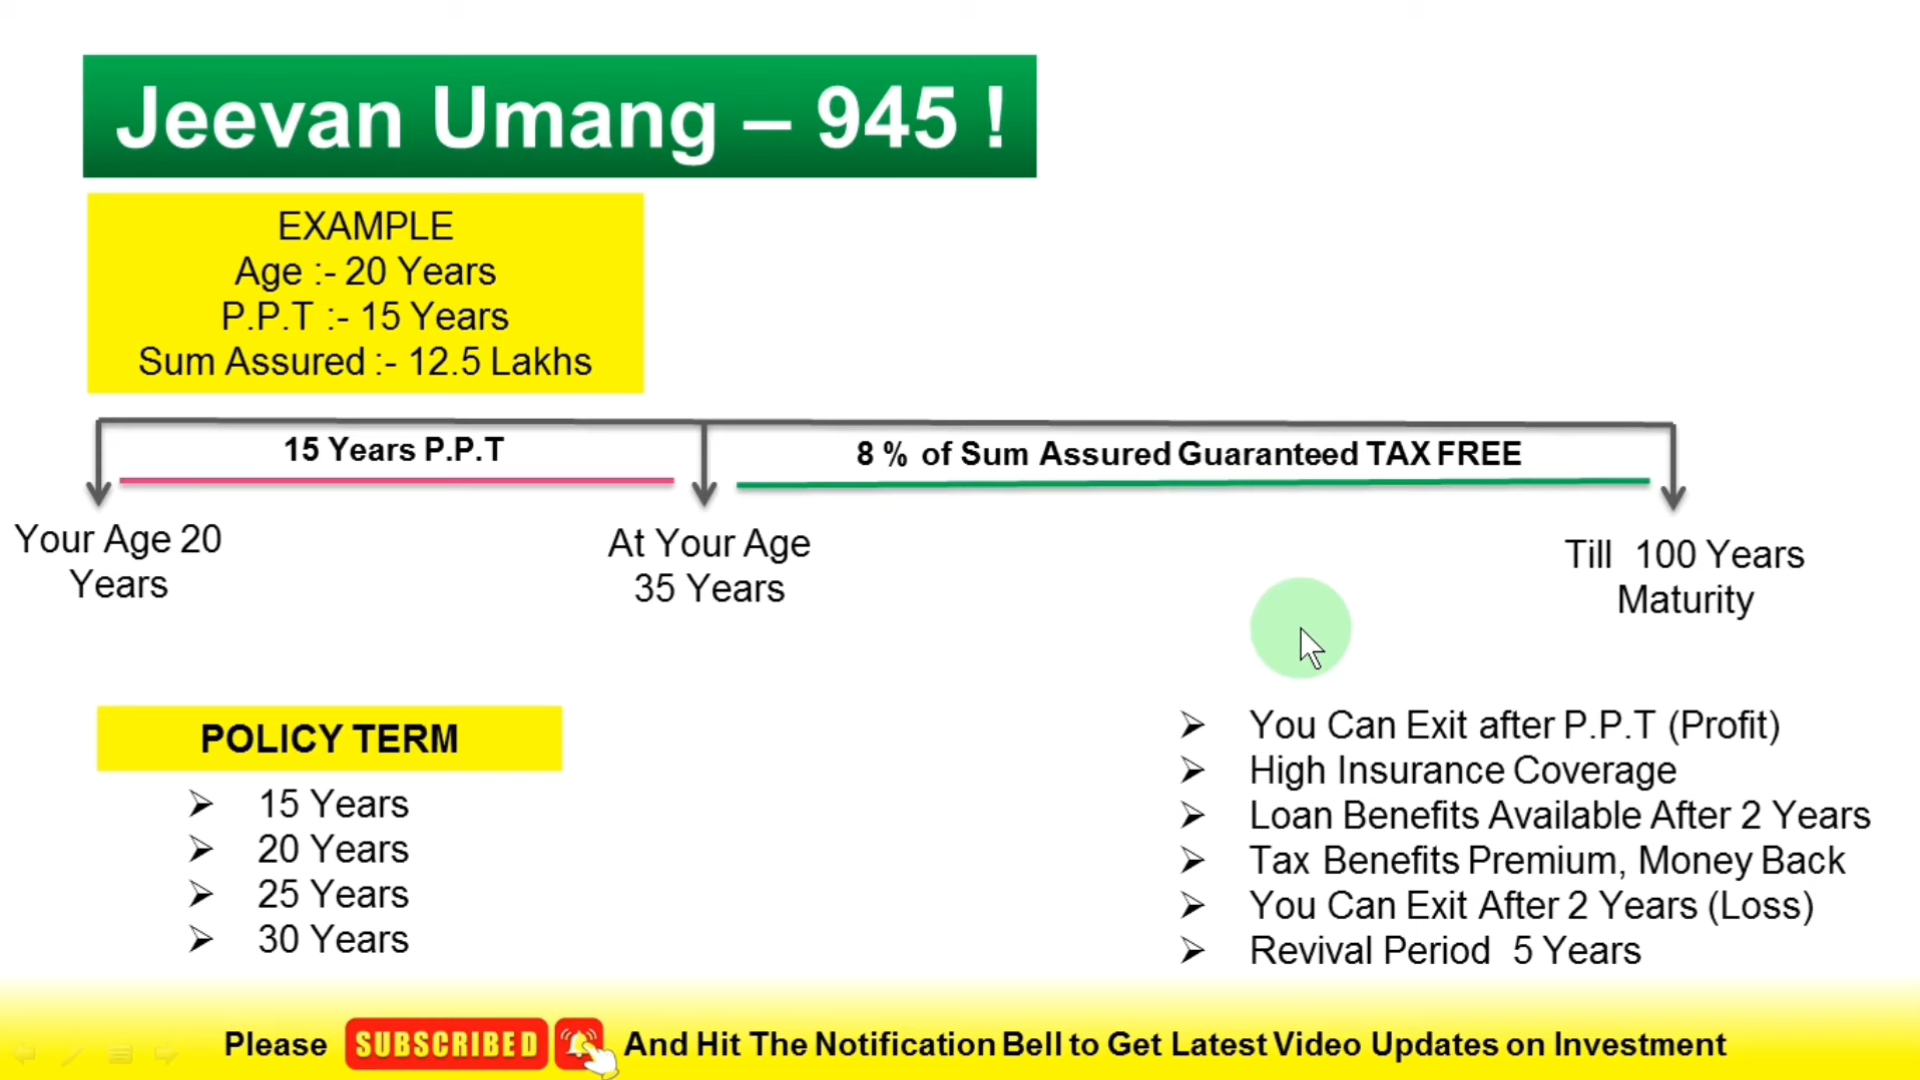 Jeevan Umang – 945 !
EXAMPLE
Age :- 20 Years
P.P.T :- 15 Years
Sum Assured :- 12.5 Lakhs
15 Years P.P.T
8 % of Sum Assured Guaranteed TAX FREE
Your Age 20
Years
At Your Age
35 Years
Till 100 Years
Maturity
POLICY TERM
➢ 15 Years
➢ 20 Years
➢ 25 Years
➢ 30 Years
➢ You Can Exit after P.P.T (Profit)
➢ High Insurance Coverage
➢ Loan Benefits Available After 2 Years
➢ Tax Benefits Premium, Money Back
➢ You Can Exit After 2 Years (Loss)
➢ Revival Period 5 Years
Please SUBSCRIBED And Hit The Notification Bell to Get Latest Video Updates on Investment